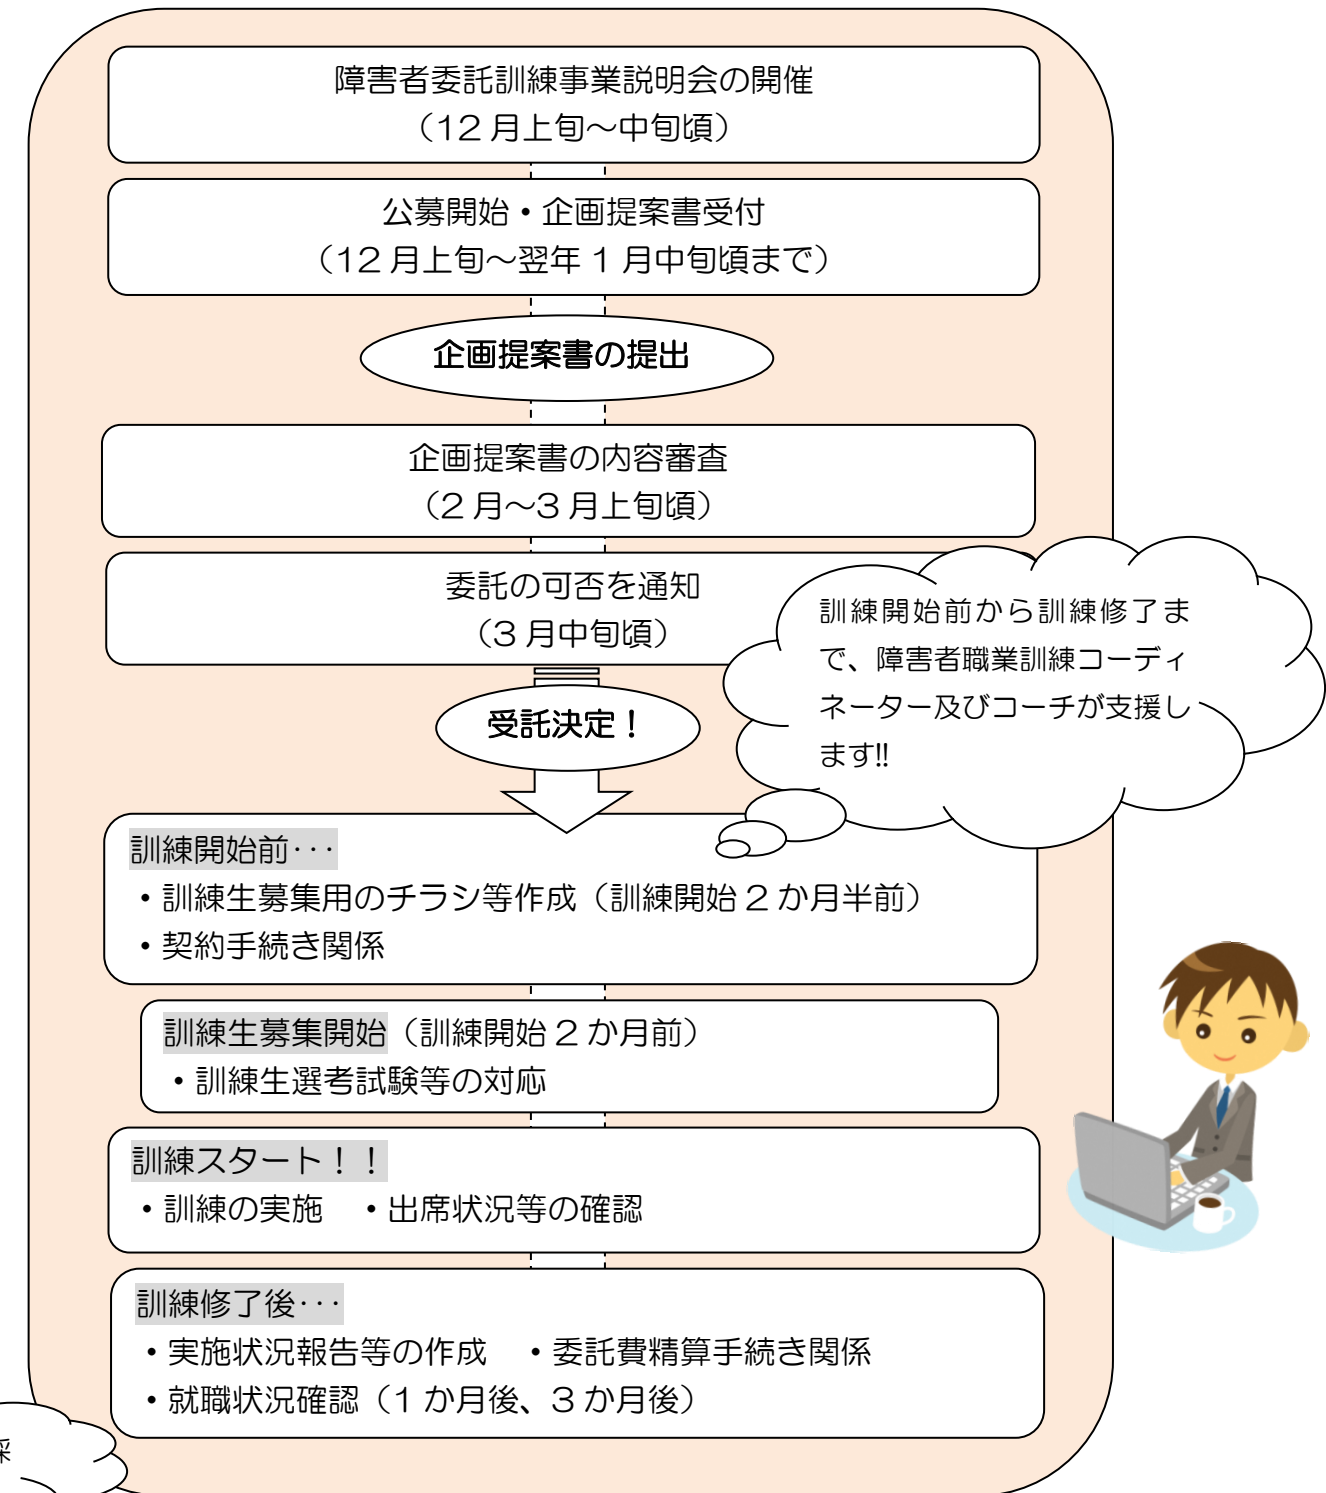 障害者委託訓練事業説明会の開催
（12月上旬～中旬頃）
公募開始・企画提案書受付
（12月上旬～翌年1月中旬頃まで）
企画提案書の提出
企画提案書の内容審査
（2月～3月上旬頃）
委託の可否を通知
（3月中旬頃）
訓練開始前から訓練修了ま
で、障害者職業訓練コーディ
ネーター及びコーチが支援し
ます!!
受託決定！
訓練開始前･･･
・訓練生募集用のチラシ等作成（訓練開始2か月半前）
・契約手続き関係
訓練生募集開始（訓練開始2か月前）
・訓練生選考試験等の対応
訓練スタート！！
・訓練の実施　・出席状況等の確認
訓練修了後･･･
・実施状況報告等の作成　・委託費精算手続き関係
・就職状況確認（1か月後、3か月後）